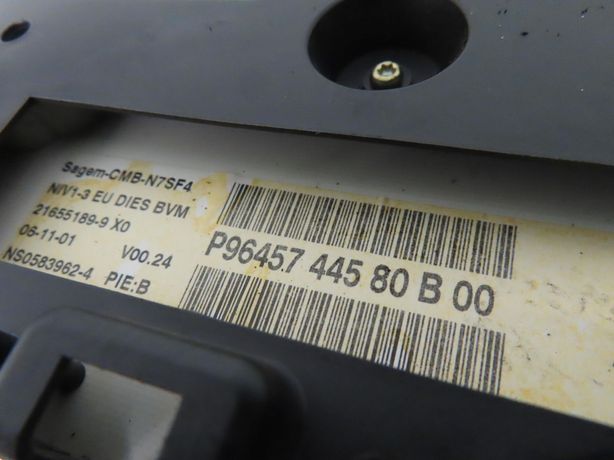 Sagem-CMB-N7SF4
NIV1-3 EU DIES BVM
21655189-9 X0
06-11-01 V00.24
NS0583962-4 PIE:B
P96457 445 80 B 00